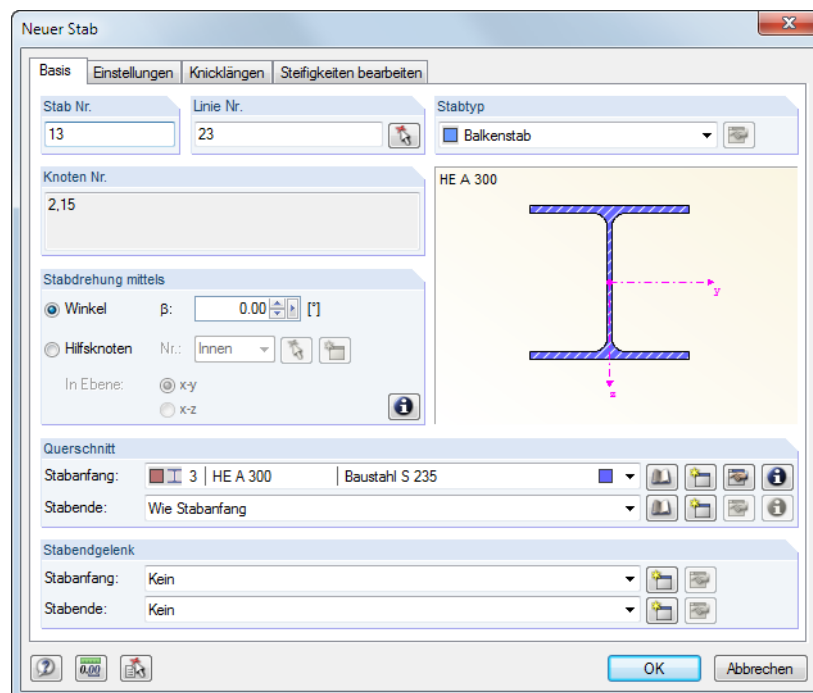 Neuer Stab
Basis Einstellungen Knicklängen Steifigkeiten bearbeiten
Stab Nr. Linie Nr. Stabtyp
13 23 Balkenstab
Knoten Nr. HE A 300
2,15
y
z
Stabdrehung mittels
Winkel β: 0.00 [°]
Hilfsknoten Nr.: Innen
In Ebene: x-y
x-z
Querschnitt
Stabanfang: 3 HE A 300 Baustahl S 235
Stabende: Wie Stabanfang
Stabendgelenk
Stabanfang: Kein
Stabende: Kein
0.00 OK Abbrechen